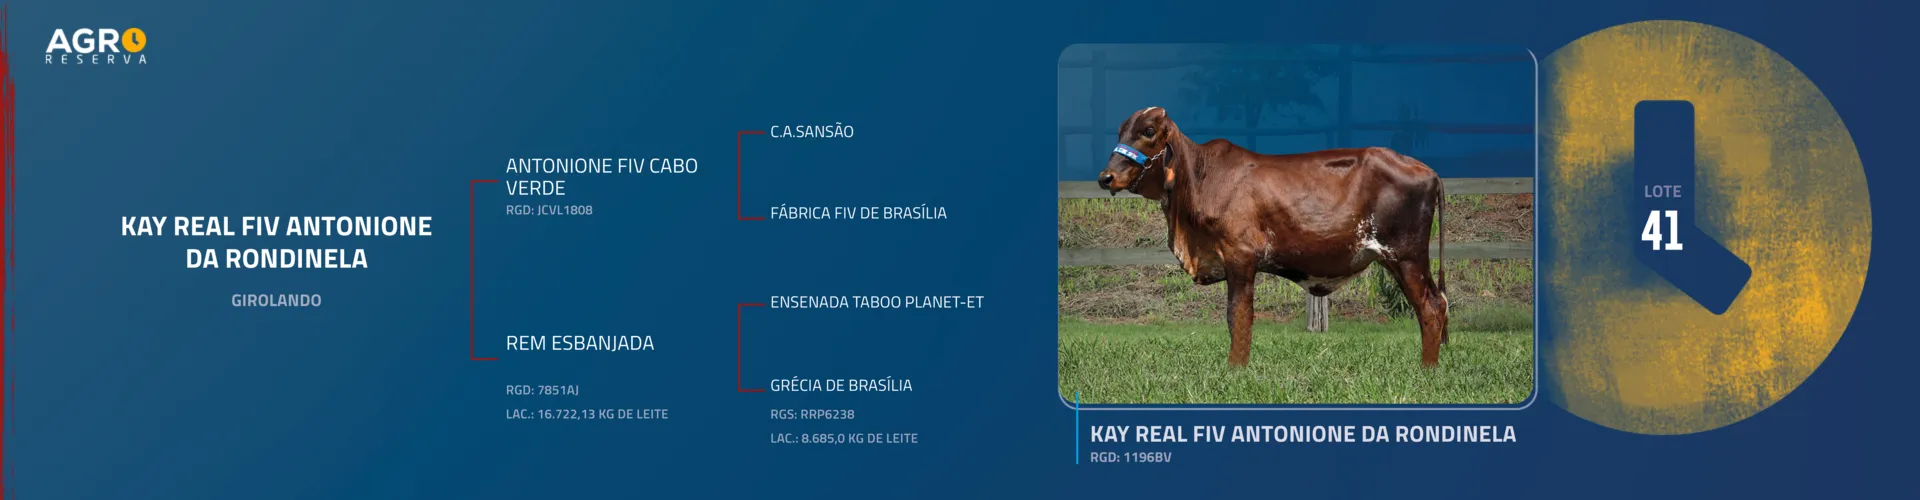 AGRO
RESERVA
KAY REAL FIV ANTONIONE
DA RONDINELA
GIROLANDO
ANTONIONE FIV CABO
VERDE
RGD: JCVL1808
REM ESBANJADA
RGD: 7851AJ
LAC.: 16.722,13 KG DE LEITE
C.A.SANSÃO
FÁBRICA FIV DE BRASÍLIA
ENSENADA TABOO PLANET-ET
GRÉCIA DE BRASÍLIA
RGS: RRP6238
LAC.: 8.685,0 KG DE LEITE
KAY REAL FIV ANTONIONE DA RONDINELA
RGD: 1196BV
LOTE
41